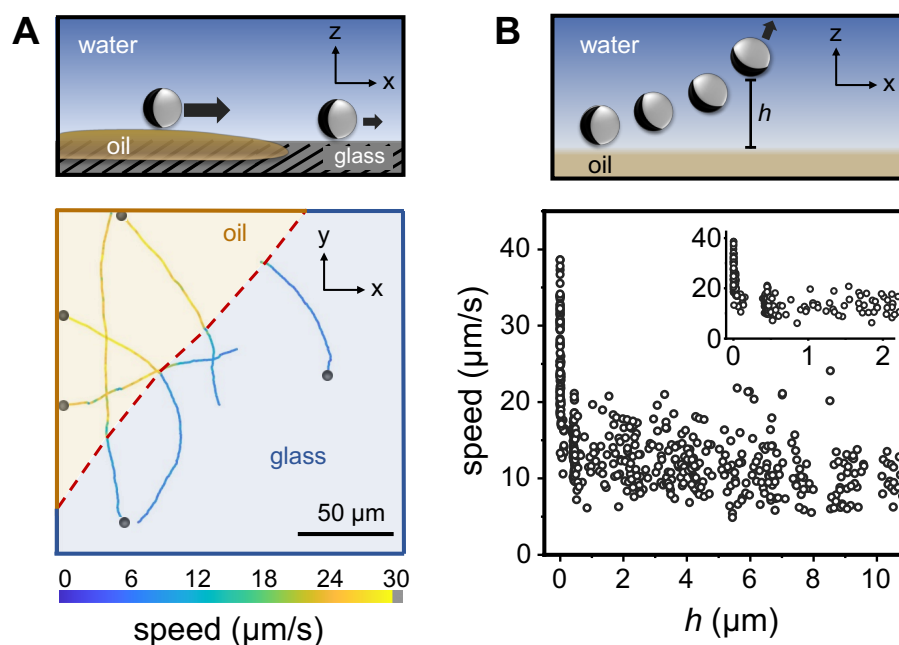 A
water
z
x
oil
glass
oil
y
x
glass
50 μm
0 6 12 18 24 30
speed (μm/s)
B
water
z
x
h
oil
speed (μm/s)
40
30
20
10
0
40
20
0
0 1 2
0 2 4 6 8 10
h (μm)